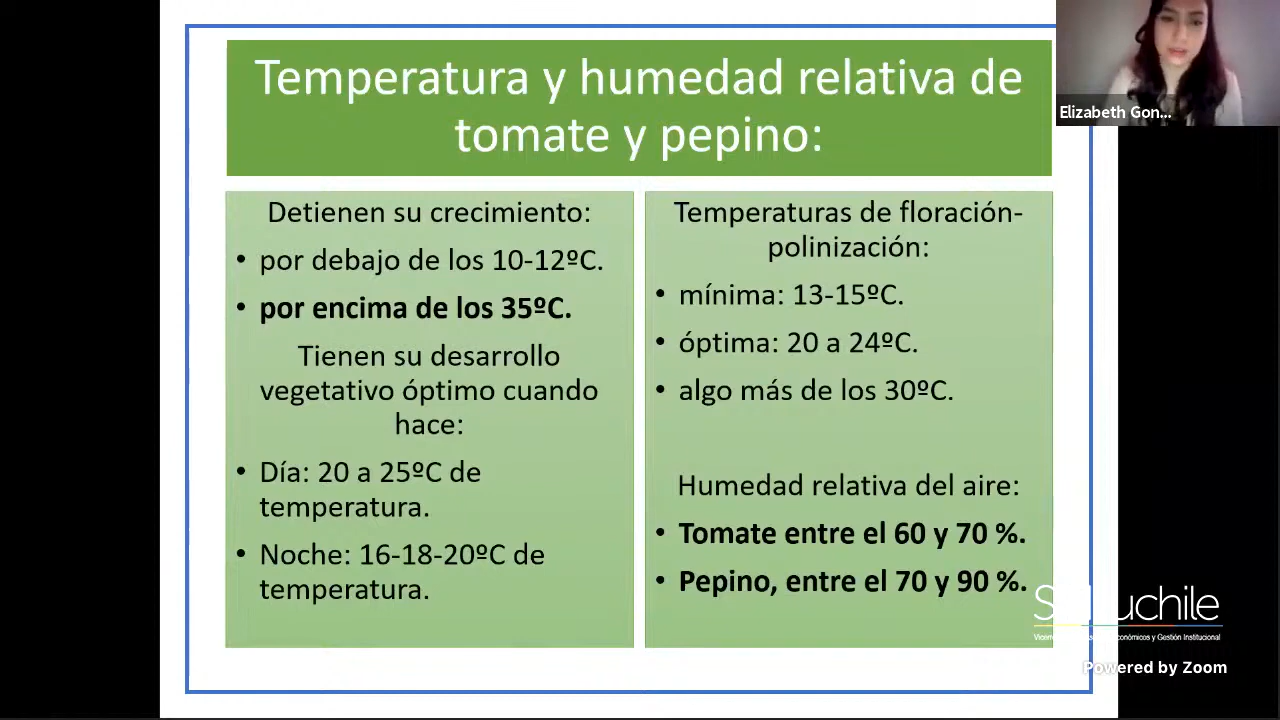 Temperatura y humedad relativa de
tomate y pepino:
Elizabeth Gon...
Detienen su crecimiento:
• por debajo de los 10-12ºC.
• por encima de los 35ºC.
Tienen su desarrollo
vegetativo óptimo cuando
hace:
• Día: 20 a 25ºC de
temperatura.
• Noche: 16-18-20ºC de
temperatura.
Temperaturas de floración-
polinización:
• mínima: 13-15ºC.
• óptima: 20 a 24ºC.
• algo más de los 30ºC.
Humedad relativa del aire:
• Tomate entre el 60 y 70 %.
• Pepino, entre el 70 y 90 %.
uchile
y Gestión Institucional
Powered by Zoom